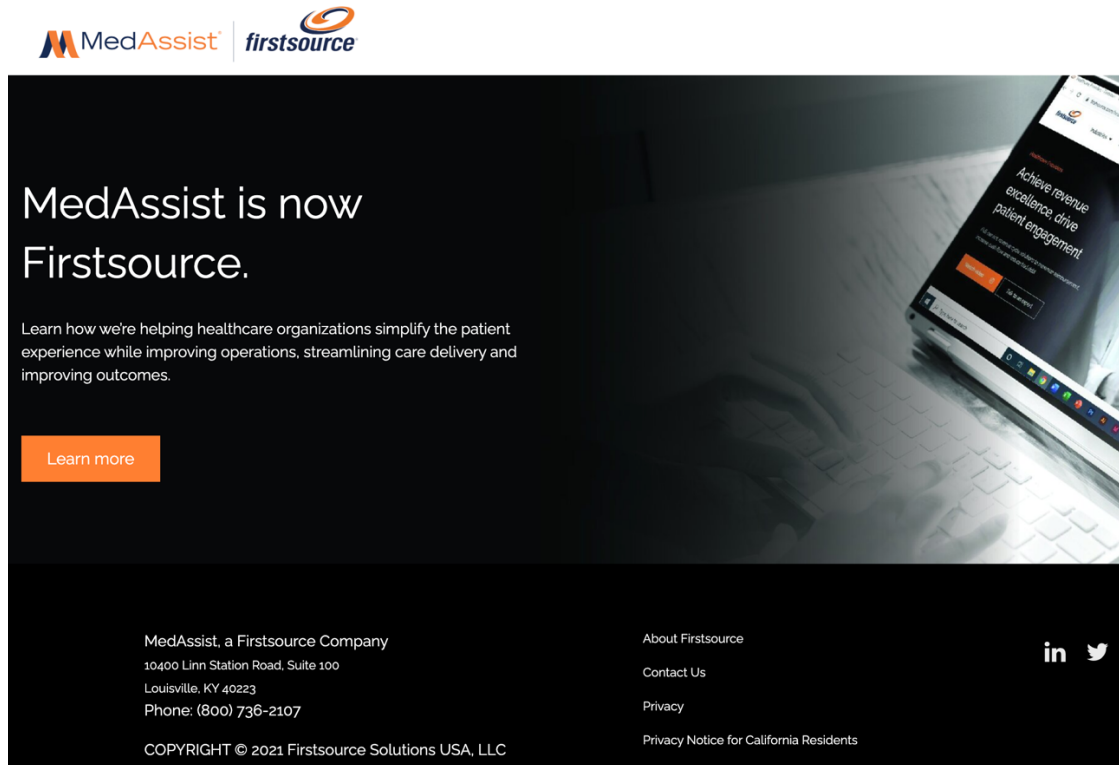 MedAssist
firstsource
MedAssist is now
Firstsource.
Learn how we're helping healthcare organizations simplify the patient
experience while improving operations, streamlining care delivery and
improving outcomes.
Learn more
firstsource
Achieve revenue
excellence, drive
patient engagement
MedAssist, a Firstsource Company
10400 Linn Station Road, Suite 100
Louisville, KY 40223
Phone: (800) 736-2107
COPYRIGHT © 2021 Firstsource Solutions USA, LLC
About Firstsource
Contact Us
Privacy
Privacy Notice for California Residents
in